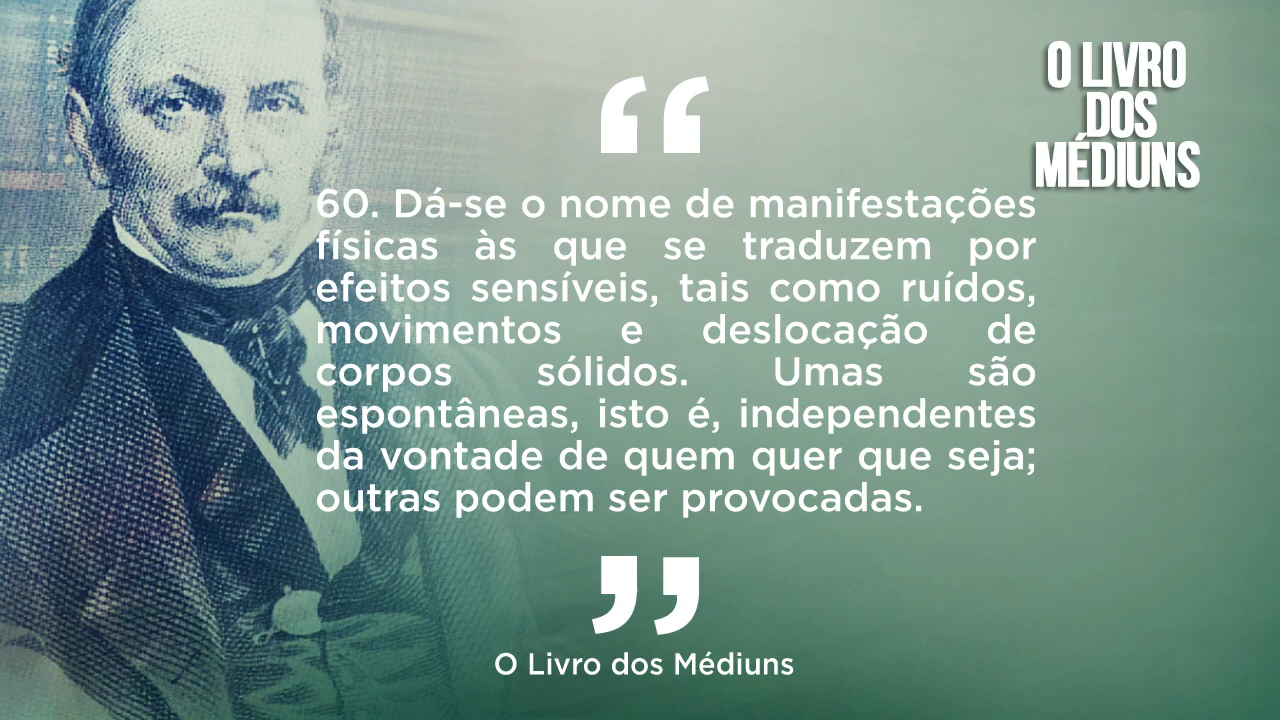 O LIVRO
DOS
MÉDIUNS
“
60. Dá-se o nome de manifestações
físicas às que se traduzem por
efeitos sensíveis, tais como ruídos,
movimentos e deslocação de
corpos sólidos. Umas são
espontâneas, isto é, independentes
da vontade de quem quer que seja;
outras podem ser provocadas.
”
O Livro dos Médiuns